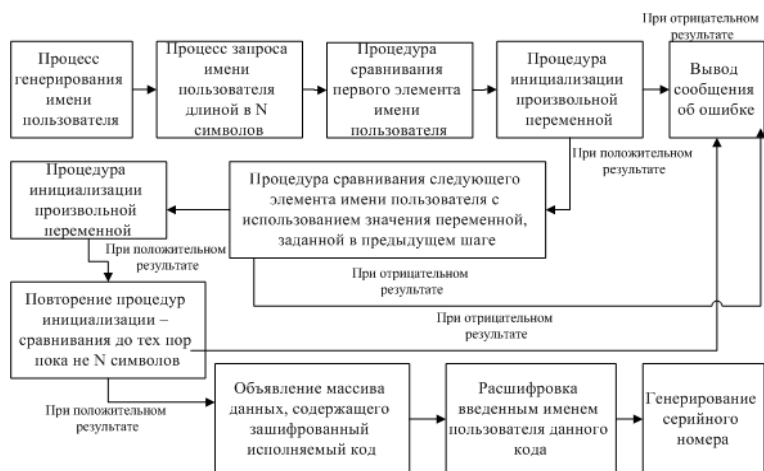 При отрицательном
результате
Процесс
генерирования
имени
пользователя
Процесс запроса
имени
пользователя
длиной в N
символов
Процедура
сравнивания
первого элемента
имени
пользователя
Процедура
инициализации
произвольной
переменной
Вывод
сообщения
об ошибке
При положительном
результате
Процедура
инициализации
произвольной
переменной
Процедура сравнивания следующего
элемента имени пользователя с
использованием значения переменной,
заданной в предыдущем шаге
При положительном
результате
При отрицательном
результате
Повторение процедур
инициализации –
сравнивания до тех пор
пока не N символов
При отрицательном
результате
При положительном
результате
Объявление массива
данных, содержащего
зашифрованный
исполняемый код
Расшифровка
введенным именем
пользователя данного
кода
Генерирование
серийного
номера